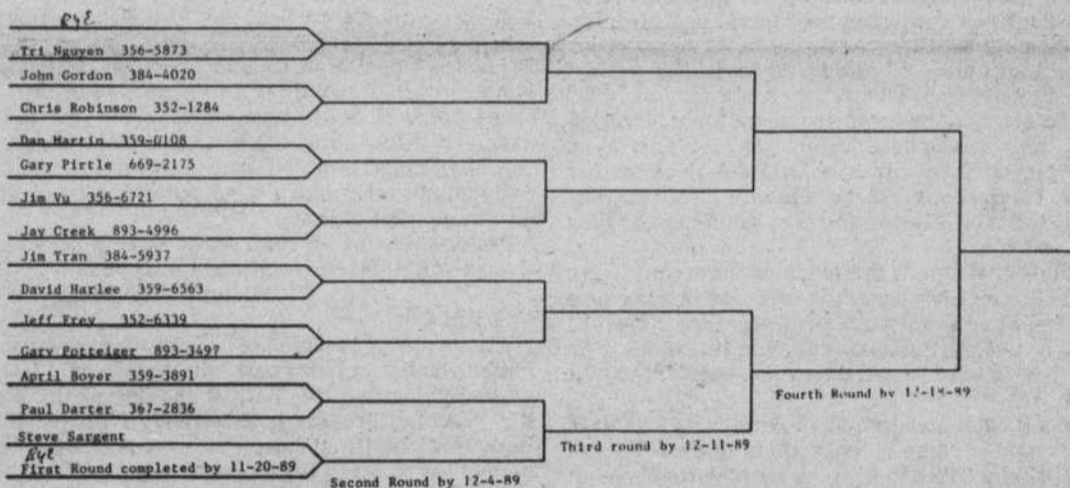 Bye
Tri Nguyen 356-5873
John Gordon 384-4020
Chris Robinson 352-1284
Dan Martin 359-0108
Gary Pirtle 669-2175
Jim Vu 356-6721
Jay Creek 893-4996
Jim Tran 384-5937
David Harlee 359-6563
Jeff Frey 352-6339
Gary Potteiger 893-3497
April Boyer 359-3891
Paul Darter 367-2836
Steve Sargent
Bye
First Round completed by 11-20-89
Second Round by 12-4-89
Third round by 12-11-89
Fourth Round by 12-18-89